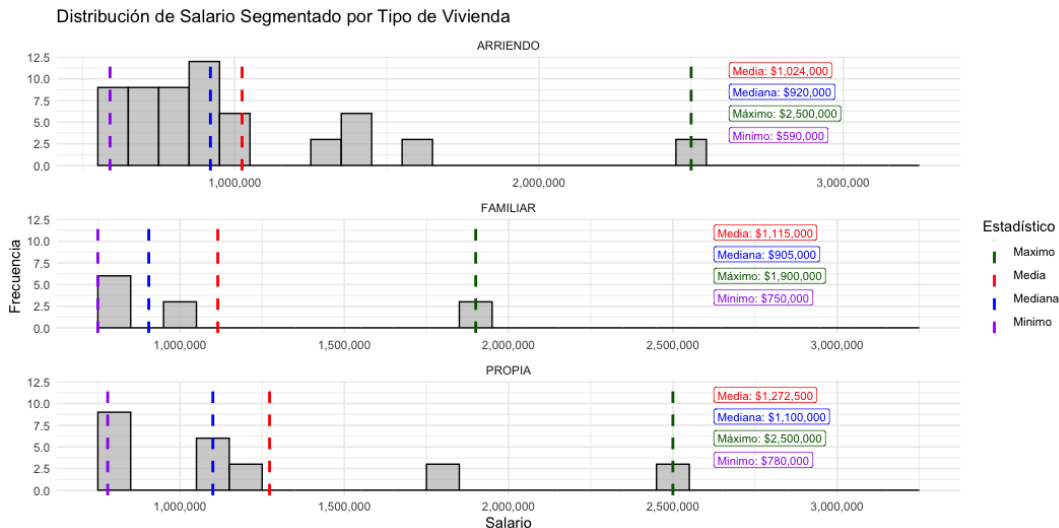 Distribución de Salario Segmentado por Tipo de Vivienda
ARRIENDO
12.5
10.0
7.5
5.0
2.5
0.0
Media: $1,024,000
Mediana: $920,000
Máximo: $2,500,000
Minimo: $590,000
1,000,000
2,000,000
3,000,000
FAMILIAR
12.5
10.0
7.5
5.0
2.5
0.0
Media: $1,115,000
Mediana: $905,000
Máximo: $1,900,000
Minimo: $750,000
1,000,000
1,500,000
2,000,000
2,500,000
3,000,000
Frecuencia
PROPIA
12.5
10.0
7.5
5.0
2.5
0.0
Media: $1,272,500
Mediana: $1,100,000
Máximo: $2,500,000
Minimo: $780,000
1,000,000
1,500,000
2,000,000
2,500,000
3,000,000
Salario
Estadístico
Maximo
Media
Mediana
Minimo